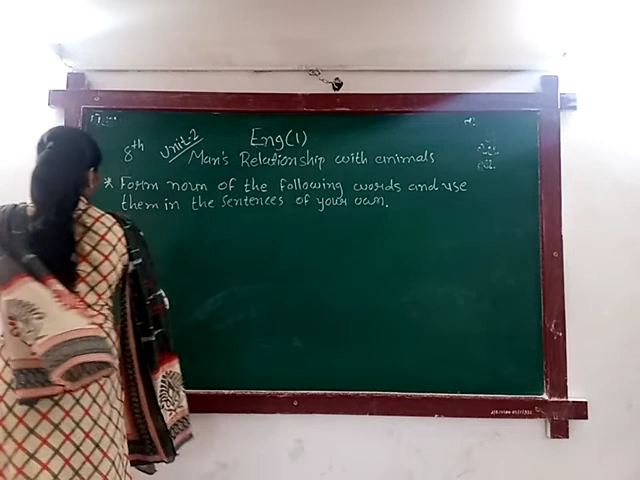 8th Unit-2 Eng(1)
Man's Relationship with animals
* Form noun of the following words and use
them in the sentences of your own.